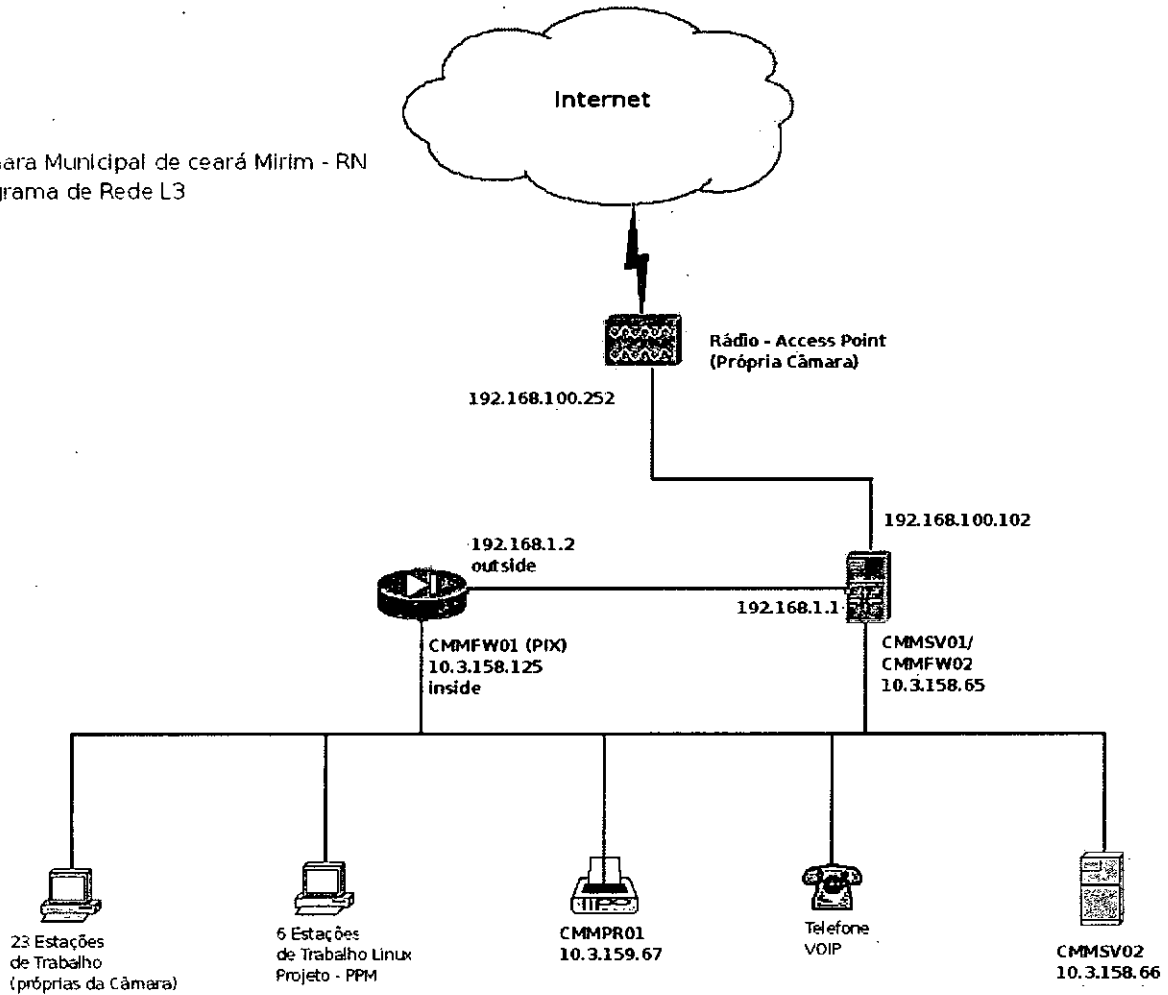 Internet
ara Municipal de ceará Mirim - RN
grama de Rede L3
Rádio - Access Point
(Própria Câmara)
192.168.100.252
192.168.100.102
192.168.1.2
outside
192.168.1.1
CMMFW01 (PIX)
10.3.158.125
inside
CMMSV01/
CMMFW02
10.3.158.65
23 Estações
de Trabalho
(próprias da Câmara)
6 Estações
de Trabalho Linux
Projeto - PPM
CMMPR01
10.3.159.67
Telefone
VOIP
CMMSV02
10.3.158.66